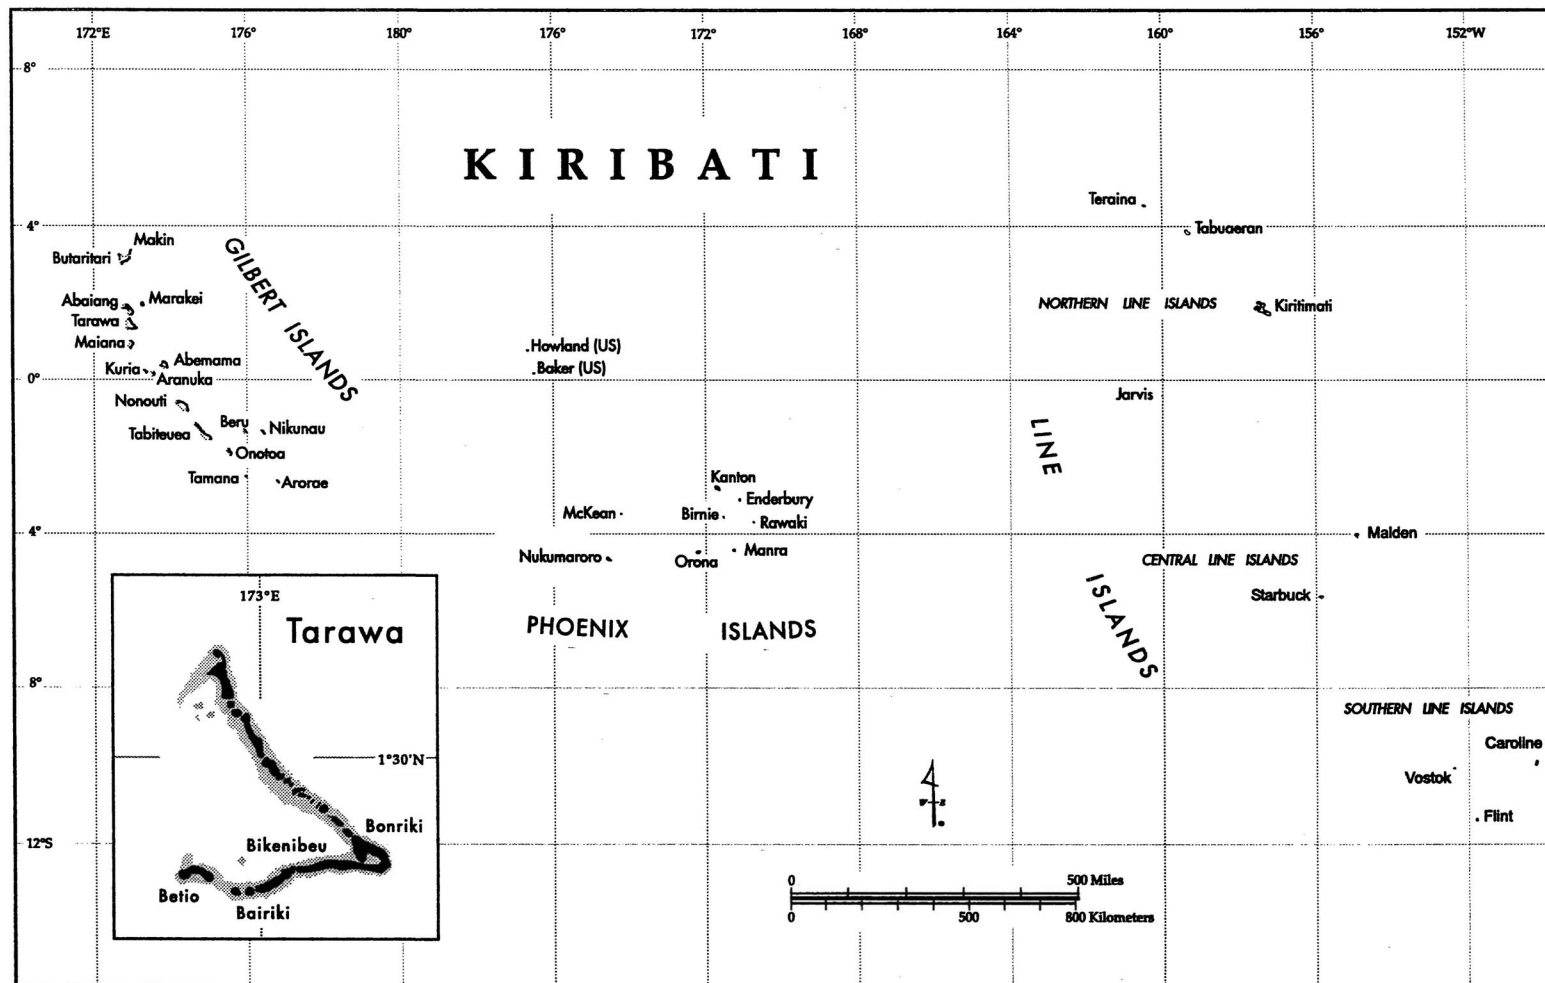 172°E 176° 180° 176° 172° 168° 164° 160° 156° 152°W
8°
KIRIBATI
Teraina
4°
Tabuaeran
Makin
Butaritari
GILBERT ISLANDS
Abaiang
Marakei
NORTHERN LINE ISLANDS
Kiritimati
Tarawa
Maiana
Howland (US)
Abemama
Kuria
Baker (US)
Aranuka
0°
Jarvis
Nonouti
Beru
Nikunau
Tabiteuea
LINE ISLANDS
Onotoa
Tamana
Arorae
Kanton
Enderbury
McKean
Birnie
Rawaki
4°
Malden
Manra
Nukumaroro
Orona
CENTRAL LINE ISLANDS
Starbuck
PHOENIX ISLANDS
8°
SOUTHERN LINE ISLANDS
Caroline
Vostok
Flint
12°S
173°E
Tarawa
1°30'N
Bonriki
Bikenibeu
Betio
Bairiki
W E
0 500 Miles
0 500 800 Kilometers